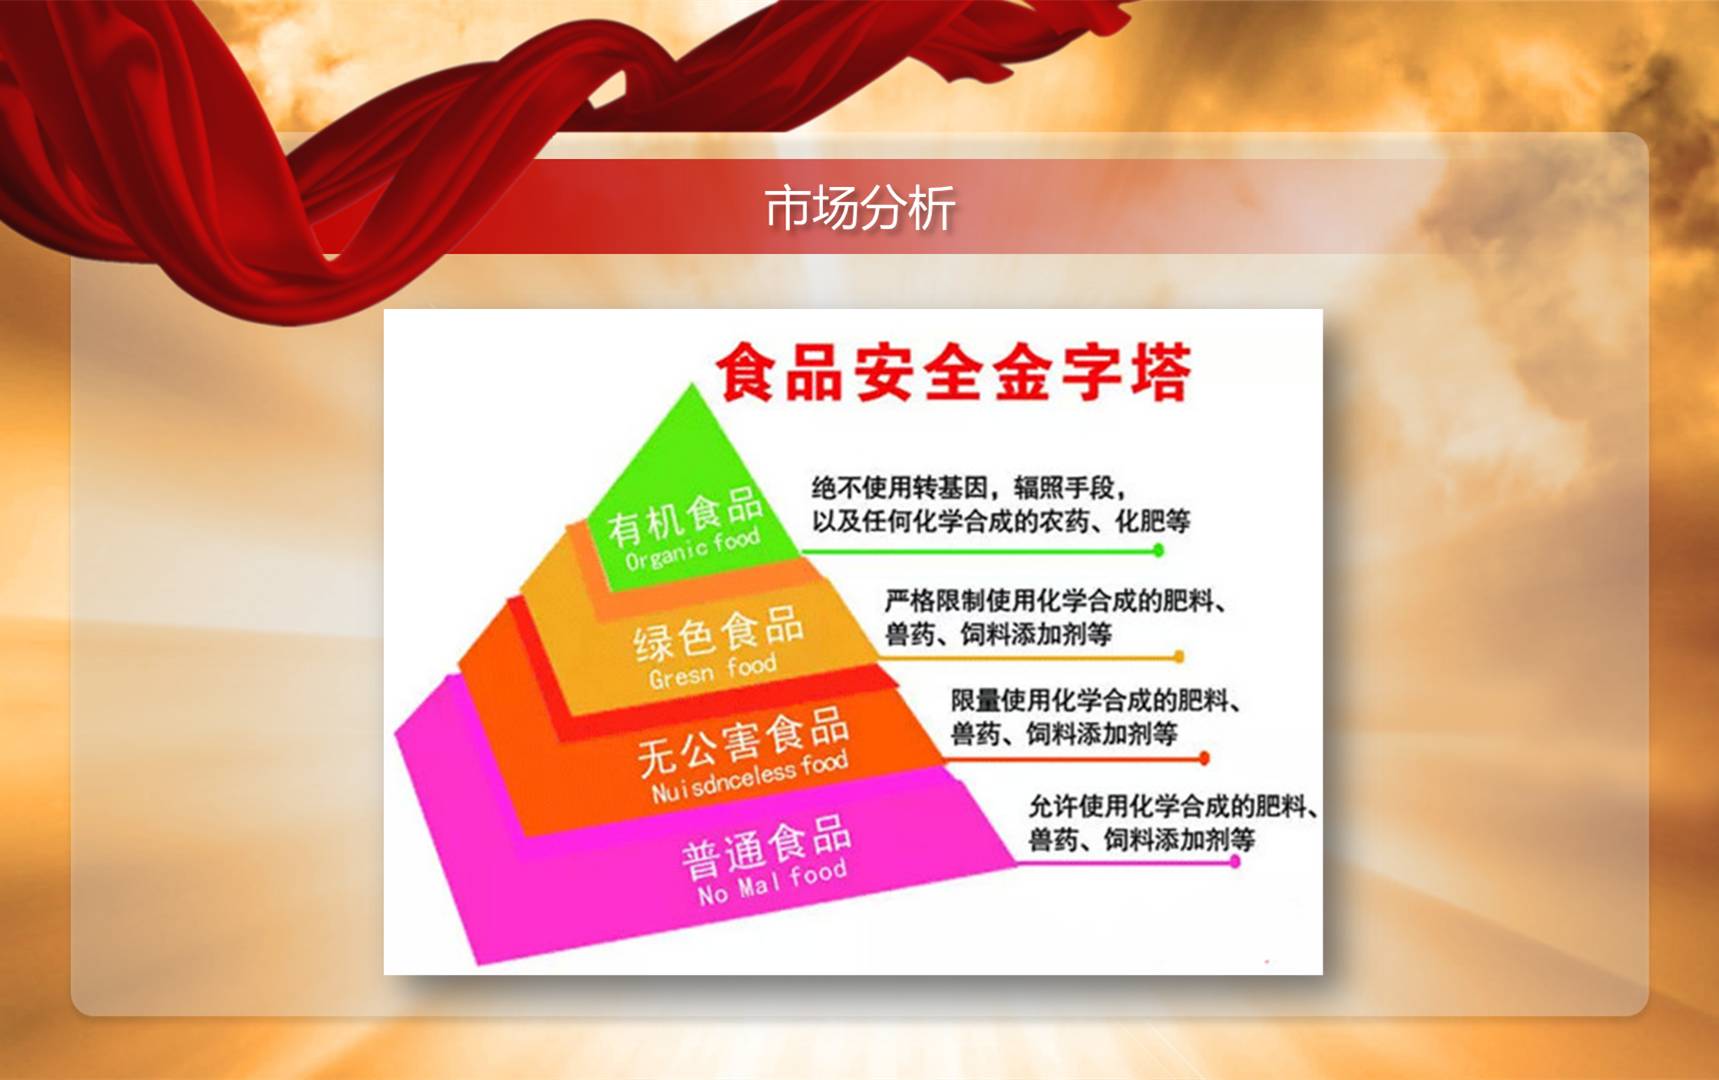 市场分析
食品安全金字塔
有机食品
Organic food
绝不使用转基因，辐照手段，
以及任何化学合成的农药、化肥等
绿色食品
Gresn food
严格限制使用化学合成的肥料、
兽药、饲料添加剂等
无公害食品
Nuisdnceless food
限量使用化学合成的肥料、
兽药、饲料添加剂等
普通食品
No Mal food
允许使用化学合成的肥料、
兽药、饲料添加剂等